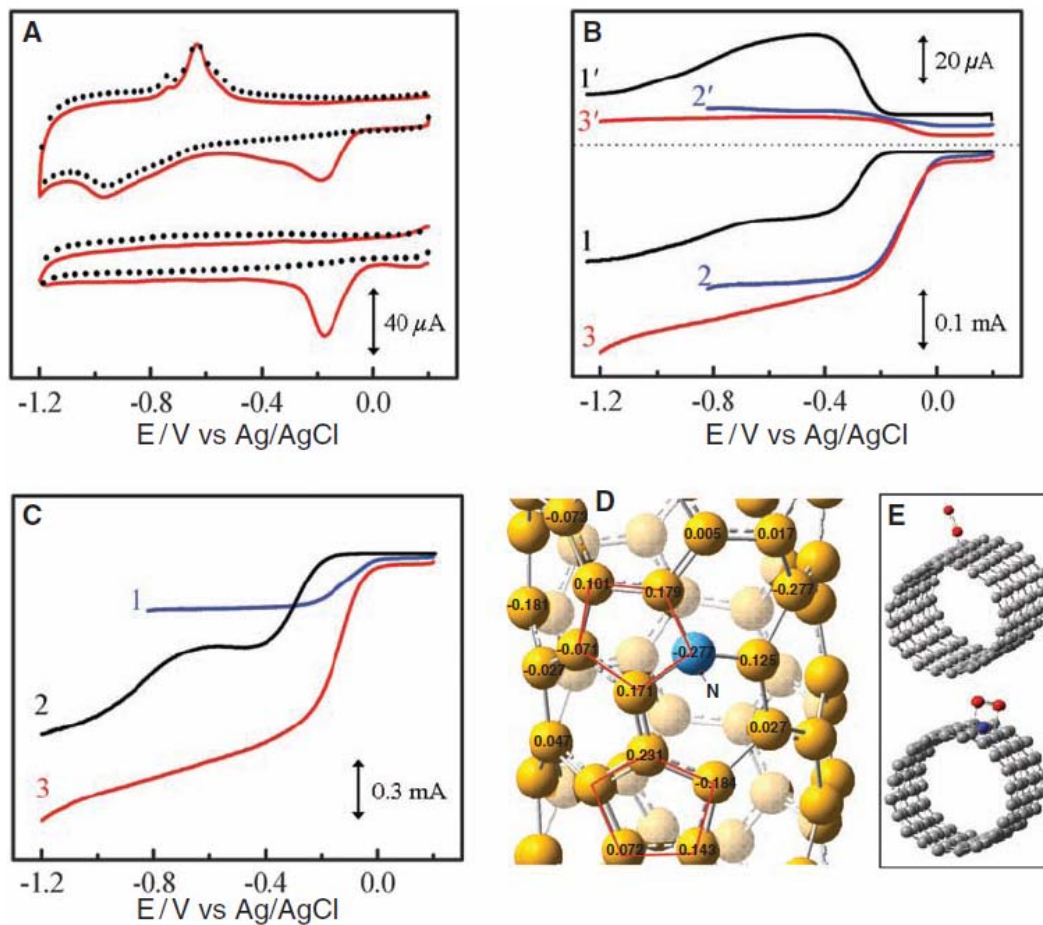 A
40 μA
-1.2 -0.8 -0.4 0.0
E / V vs Ag/AgCl
B
20 μA
1′
2′
3′
1
2
3
0.1 mA
-1.2 -0.8 -0.4 0.0
E / V vs Ag/AgCl
C
1
2
3
0.3 mA
-1.2 -0.8 -0.4 0.0
E / V vs Ag/AgCl
D
-0.073 0.005 0.017
0.101 0.179 -0.277
-0.181
-0.071 -0.277 0.125
-0.027
0.171 N
0.047 0.231 0.027
-0.184
0.072 0.143
E